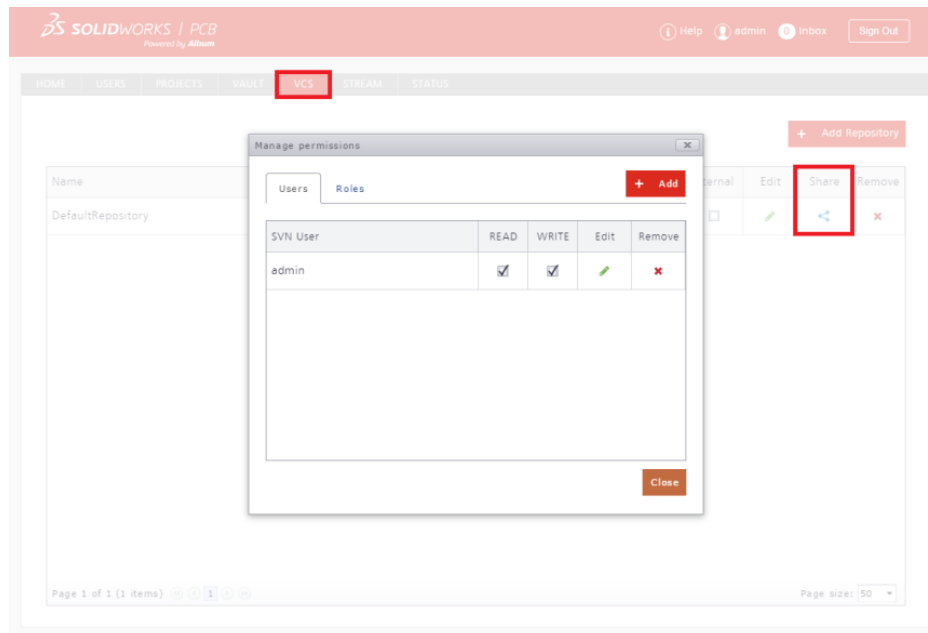 SOLIDWORKS | PCB
Powered by Altium
Help admin 0 Inbox Sign Out
HOME USERS PROJECTS VAULT VCS STREAM STATUS
+ Add Repository
Manage permissions
Name ternal Edit Share Remove
Users Roles + Add
DefaultRepository
SVN User READ WRITE Edit Remove
admin
Close
Page 1 of 1 (1 items) 1 Page size: 50